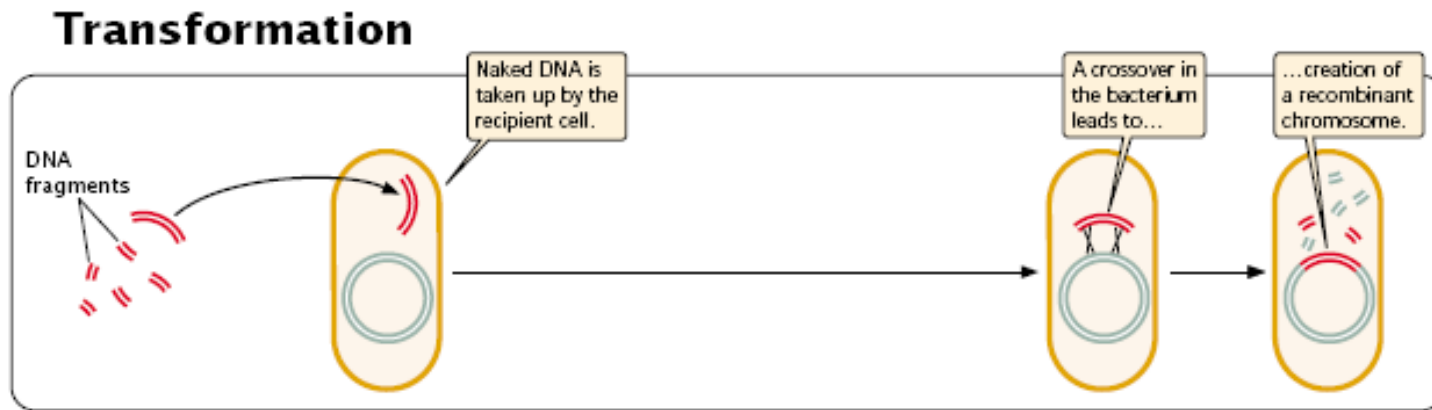 Transformation
Naked DNA is
taken up by the
recipient cell.
A crossover in
the bacterium
leads to...
...creation of
a recombinant
chromosome.
DNA
fragments